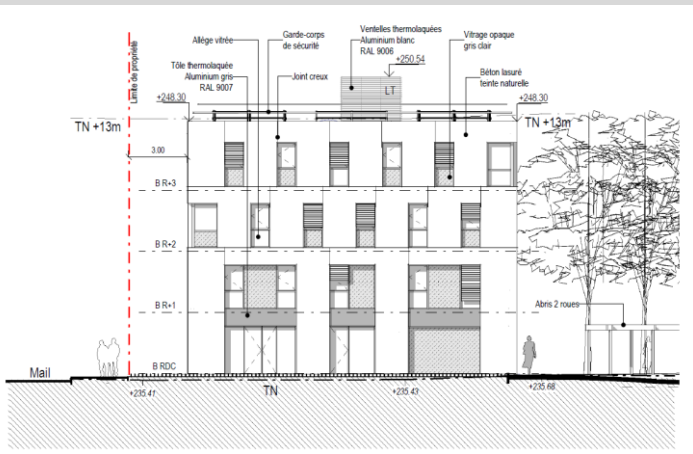 Limite de propriété
Allège vitrée
Garde-corps
de sécurité
Ventelles thermolaquées
Aluminium blanc
RAL 9006
Vitrage opaque
gris clair
+250.54
Tôle thermolaquée
Aluminium gris
RAL 9007
Joint creux
LT
Béton lasuré
teinte naturelle
+248.30
+248.30
TN +13m
TN +13m
3.00
B R+3
B R+2
B R+1
Abris 2 roues
B RDC
Mail
+235.41
TN
+235.43
+235.68